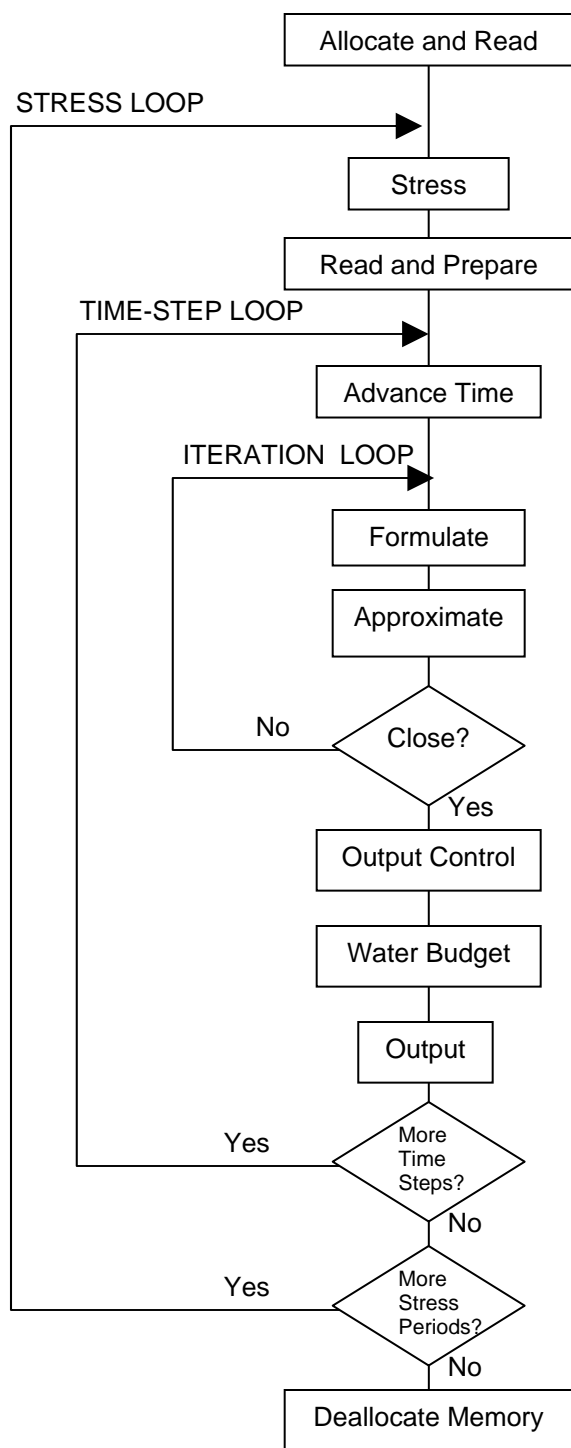 Allocate and Read
STRESS LOOP
Stress
Read and Prepare
TIME-STEP LOOP
Advance Time
ITERATION LOOP
Formulate
Approximate
No
Close?
Yes
Output Control
Water Budget
Output
Yes
More
Time
Steps?
No
Yes
More
Stress
Periods?
No
Deallocate Memory